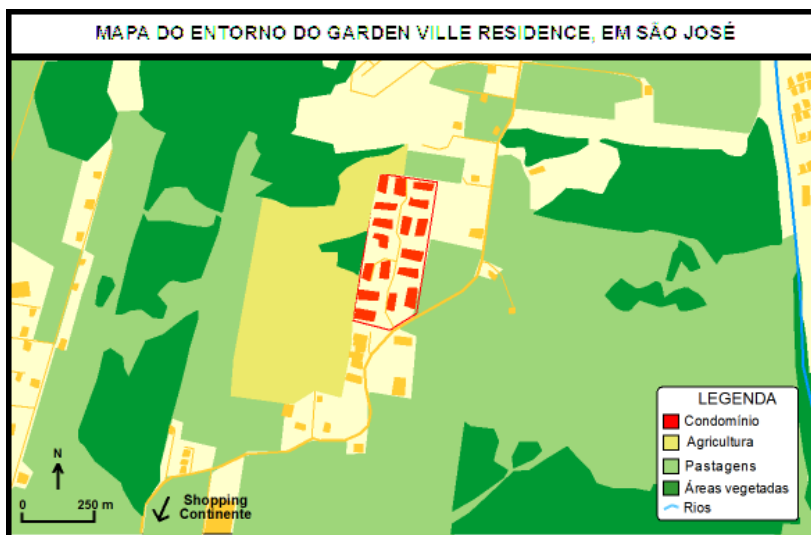 MAPA DO ENTORNO DO GARDEN VILLE RESIDENCE, EM SÃO JOSÉ
LEGENDA
Condomínio
Agricultura
Pastagens
Áreas vegetadas
Rios
N
0 250 m
Shopping
Continente